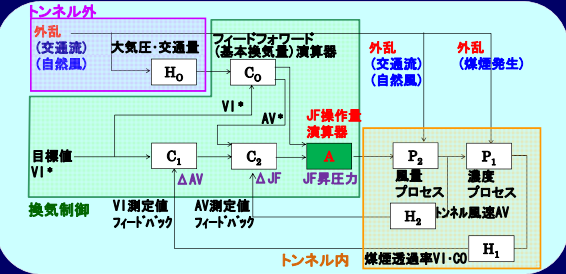 トンネル外
外乱
(交通流)
(自然風)
大気圧・交通量
H0
フィードフォワード
(基本換気量)演算器
C0
外乱
(交通流)
(自然風)
外乱
(煤煙発生)
VI*
AV*
JF操作量
演算器
目標値
VI*
C1
ΔAV
C2
ΔJF
A
JF昇圧力
P2
風量
プロセス
P1
濃度
プロセス
換気制御
VI測定値
フィードバック
AV測定値
フィードバック
H2
トンネル風速AV
H1
トンネル内
煤煙透過率VI・CO